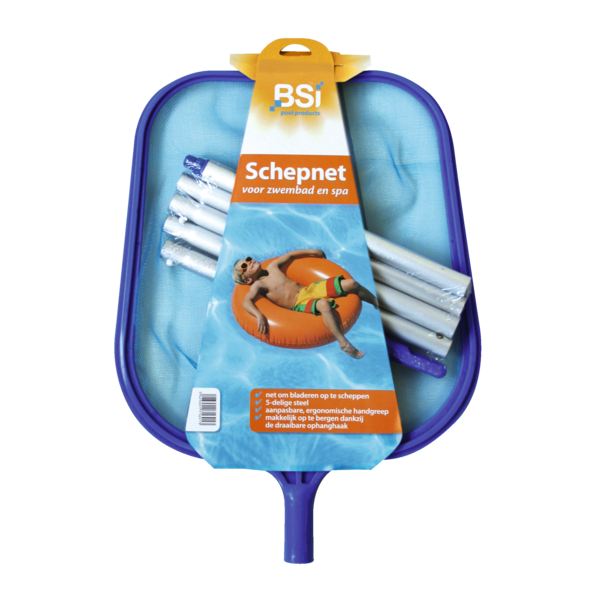 BSi
pool products
Schepnet
voor zwembad en spa
net om bladeren op te scheppen
5-delige steel
aanpasbare, ergonomische handgreep
makkelijk op te bergen dankzij
de draaibare ophanghaak